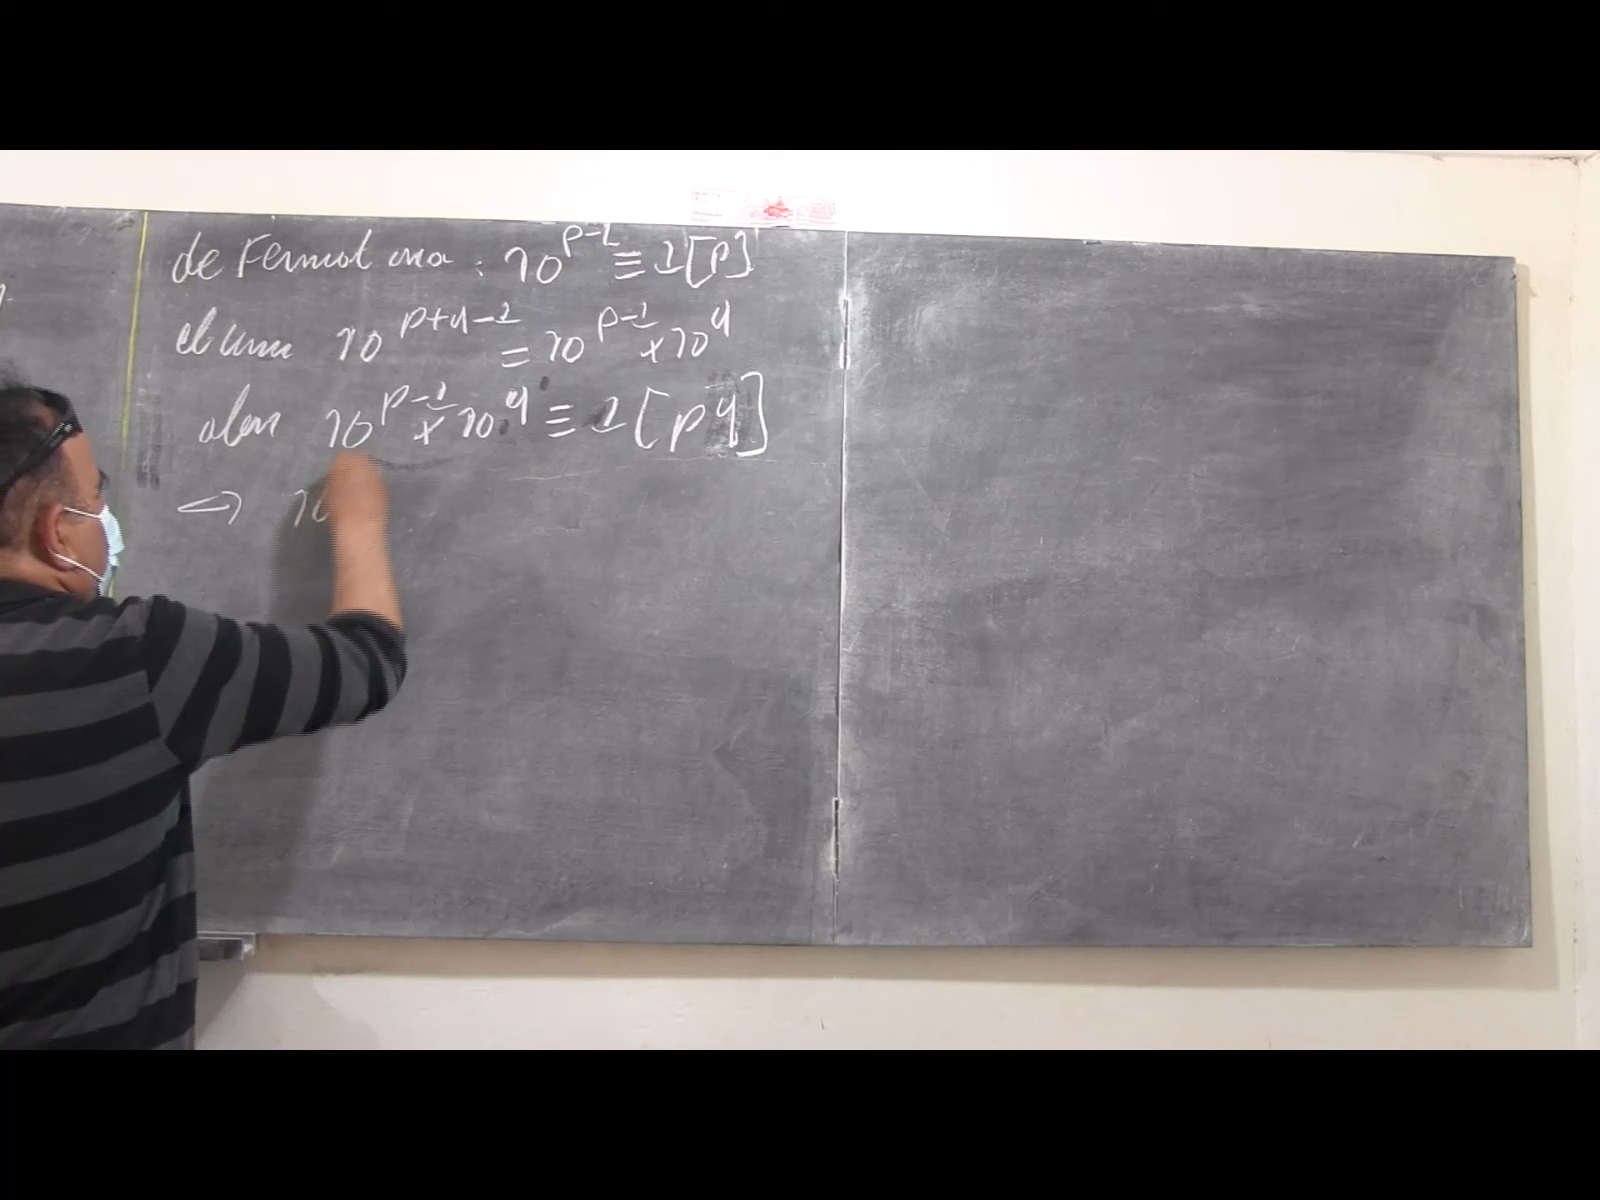 de Fermat on a : 10^{p-1} ≡ 1 [p]
et comme 10^{p+q-1} = 10^{p-1} × 10^q
alors 10^{p-1} × 10^q ≡ 1 [pq]
⇔ 10